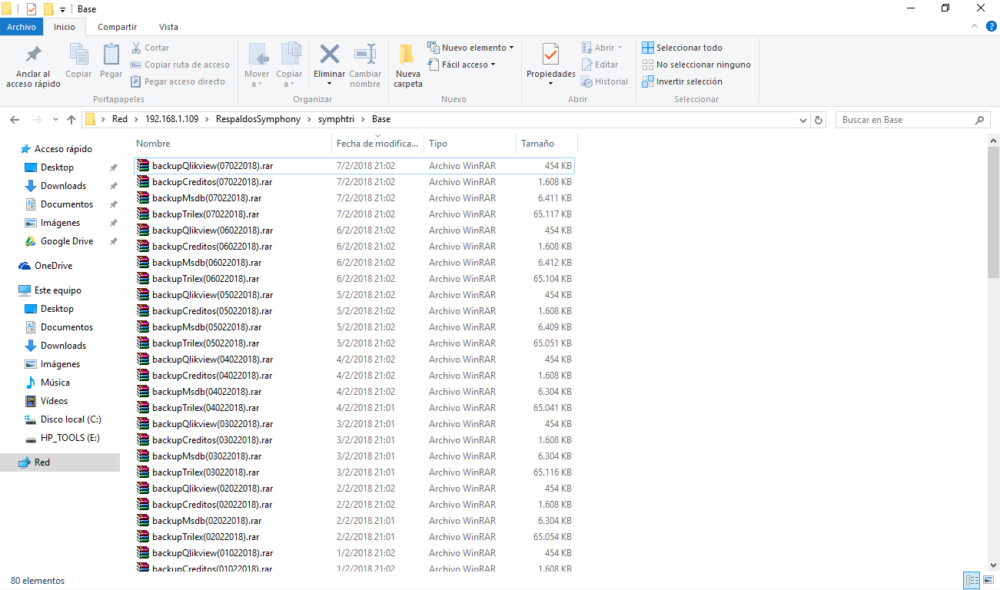 Base
Archivo Inicio Compartir Vista
Anclar al acceso rápido
Copiar
Pegar
Cortar
Copiar ruta de acceso
Pegar acceso directo
Portapapeles
Mover a
Copiar a
Eliminar
Cambiar nombre
Organizar
Nueva carpeta
Nuevo elemento
Fácil acceso
Nuevo
Propiedades
Abrir
Editar
Historial
Abrir
Seleccionar todo
No seleccionar ninguno
Invertir selección
Seleccionar
Red > 192.168.1.109 > RespaldosSymphony > symphtri > Base
Buscar en Base
Acceso rápido
Desktop
Downloads
Documentos
Imágenes
Google Drive
OneDrive
Este equipo
Desktop
Documentos
Downloads
Imágenes
Música
Vídeos
Disco local (C:)
HP_TOOLS (E:)
Red
Nombre Fecha de modifica... Tipo Tamaño
backupQlikview(07022018).rar 7/2/2018 21:02 Archivo WinRAR 454 KB
backupCreditos(07022018).rar 7/2/2018 21:02 Archivo WinRAR 1.608 KB
backupMsdb(07022018).rar 7/2/2018 21:02 Archivo WinRAR 6.411 KB
backupTrilex(07022018).rar 7/2/2018 21:02 Archivo WinRAR 65.117 KB
backupQlikview(06022018).rar 6/2/2018 21:02 Archivo WinRAR 454 KB
backupCreditos(06022018).rar 6/2/2018 21:02 Archivo WinRAR 1.608 KB
backupMsdb(06022018).rar 6/2/2018 21:02 Archivo WinRAR 6.412 KB
backupTrilex(06022018).rar 6/2/2018 21:02 Archivo WinRAR 65.104 KB
backupQlikview(05022018).rar 5/2/2018 21:02 Archivo WinRAR 454 KB
backupCreditos(05022018).rar 5/2/2018 21:02 Archivo WinRAR 1.608 KB
backupMsdb(05022018).rar 5/2/2018 21:02 Archivo WinRAR 6.409 KB
backupTrilex(05022018).rar 5/2/2018 21:02 Archivo WinRAR 65.051 KB
backupQlikview(04022018).rar 4/2/2018 21:02 Archivo WinRAR 454 KB
backupCreditos(04022018).rar 4/2/2018 21:02 Archivo WinRAR 1.608 KB
backupMsdb(04022018).rar 4/2/2018 21:02 Archivo WinRAR 6.304 KB
backupTrilex(04022018).rar 4/2/2018 21:01 Archivo WinRAR 65.041 KB
backupQlikview(03022018).rar 3/2/2018 21:01 Archivo WinRAR 454 KB
backupCreditos(03022018).rar 3/2/2018 21:01 Archivo WinRAR 1.608 KB
backupMsdb(03022018).rar 3/2/2018 21:01 Archivo WinRAR 6.304 KB
backupTrilex(03022018).rar 3/2/2018 21:01 Archivo WinRAR 65.116 KB
backupQlikview(02022018).rar 2/2/2018 21:02 Archivo WinRAR 454 KB
backupCreditos(02022018).rar 2/2/2018 21:02 Archivo WinRAR 1.608 KB
backupMsdb(02022018).rar 2/2/2018 21:01 Archivo WinRAR 6.304 KB
backupTrilex(02022018).rar 2/2/2018 21:01 Archivo WinRAR 65.054 KB
backupQlikview(01022018).rar 1/2/2018 21:02 Archivo WinRAR 454 KB
backupCreditos(01022018).rar 1/2/2018 21:02 Archivo WinRAR 1.608 KB
80 elementos